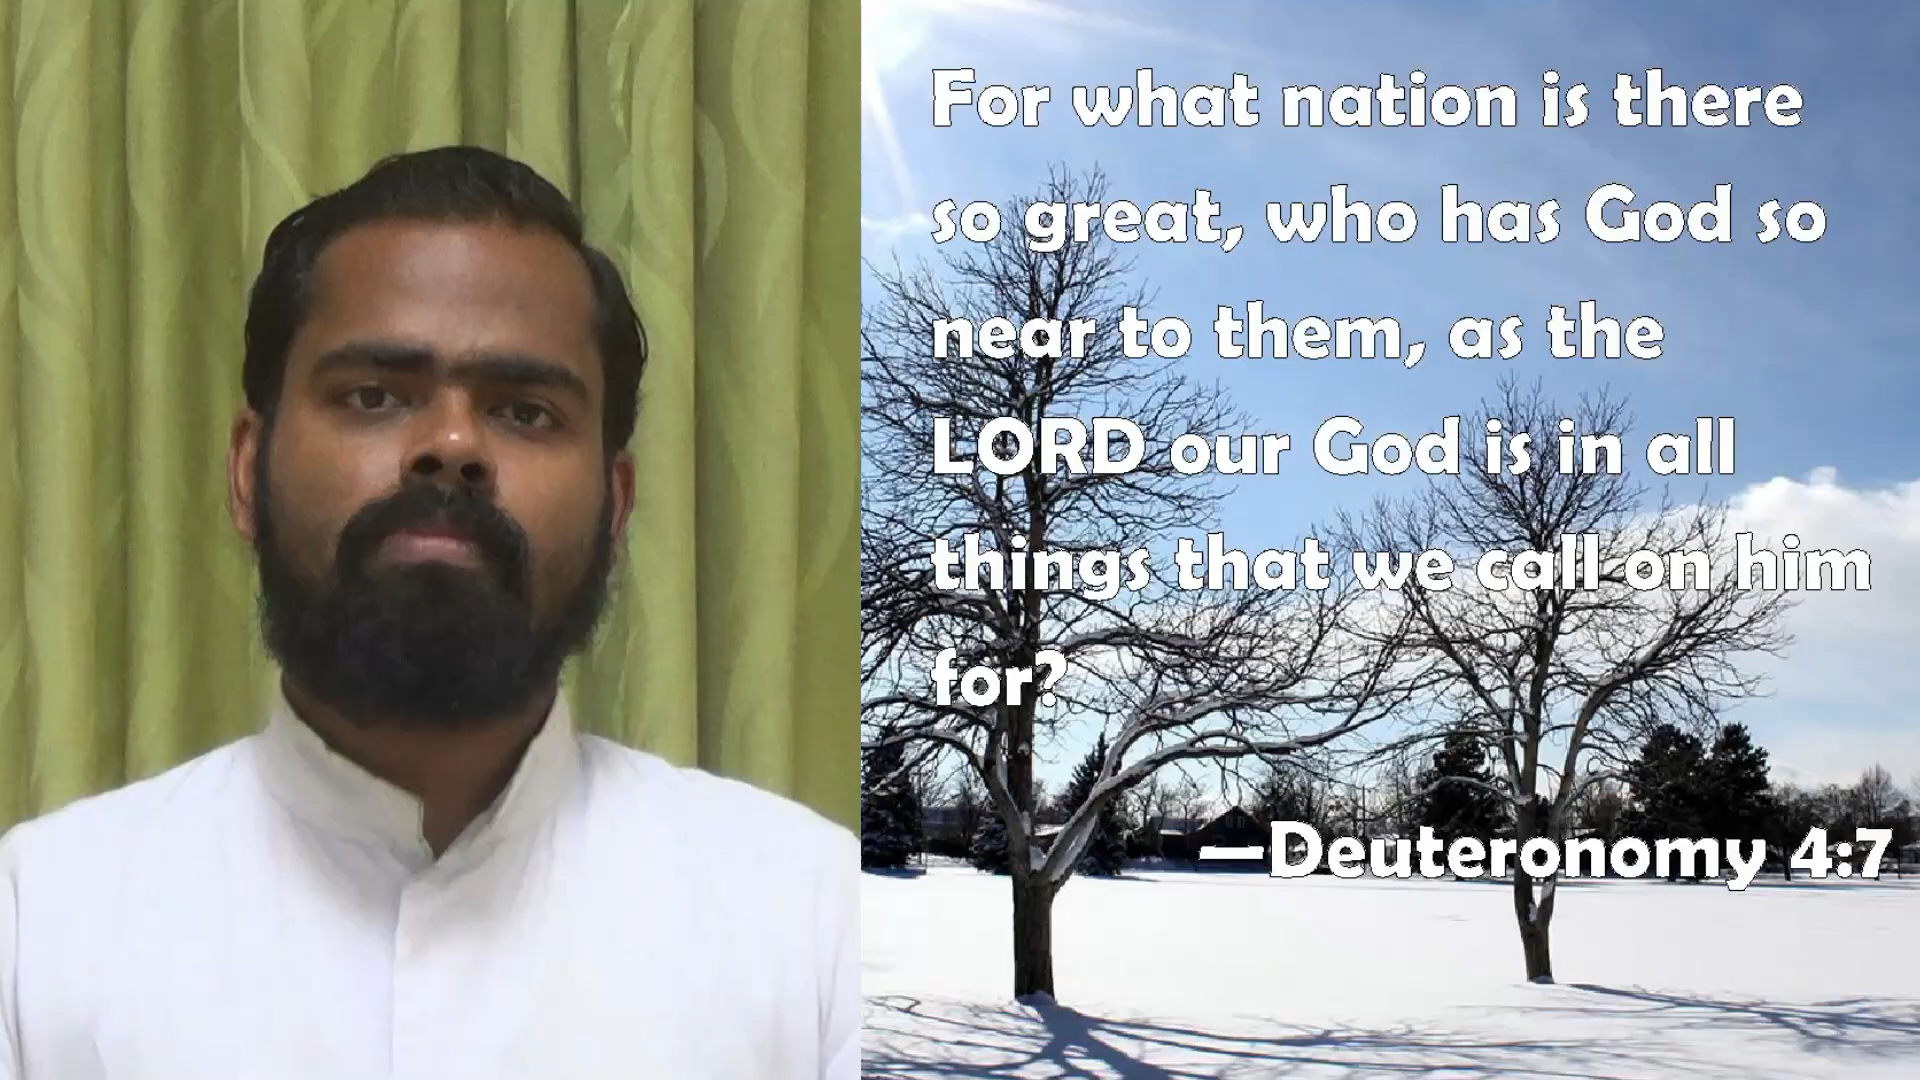 For what nation is there
so great, who has God so
near to them, as the
LORD our God is in all
things that we call on him
for?
—Deuteronomy 4:7